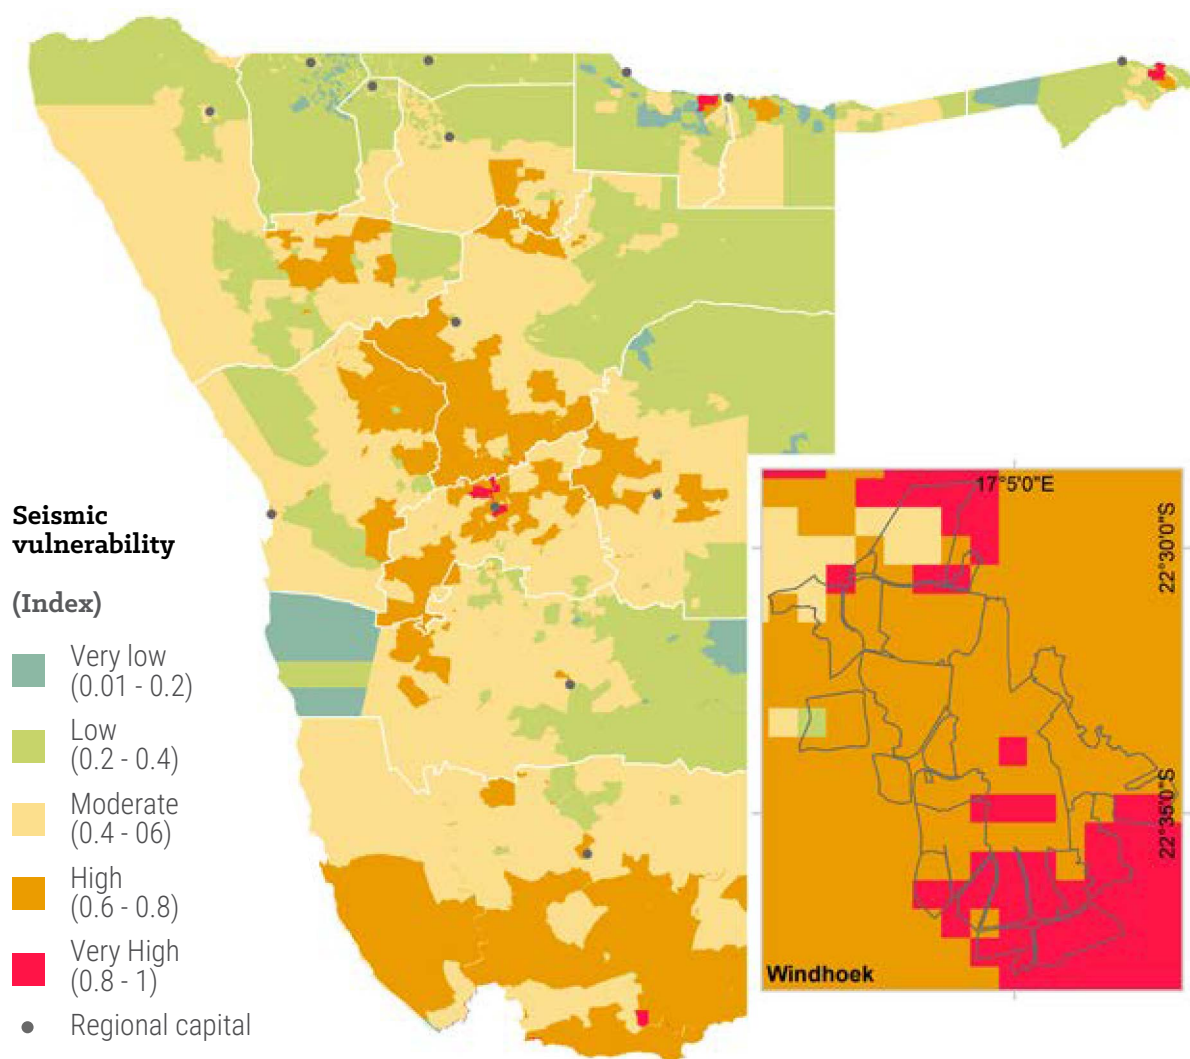 Seismic
vulnerability
(Index)
Very low
(0.01 - 0.2)
Low
(0.2 - 0.4)
Moderate
(0.4 - 06)
High
(0.6 - 0.8)
Very High
(0.8 - 1)
Regional capital
17°5'0"E
22°30'0"S
22°35'0"S
Windhoek